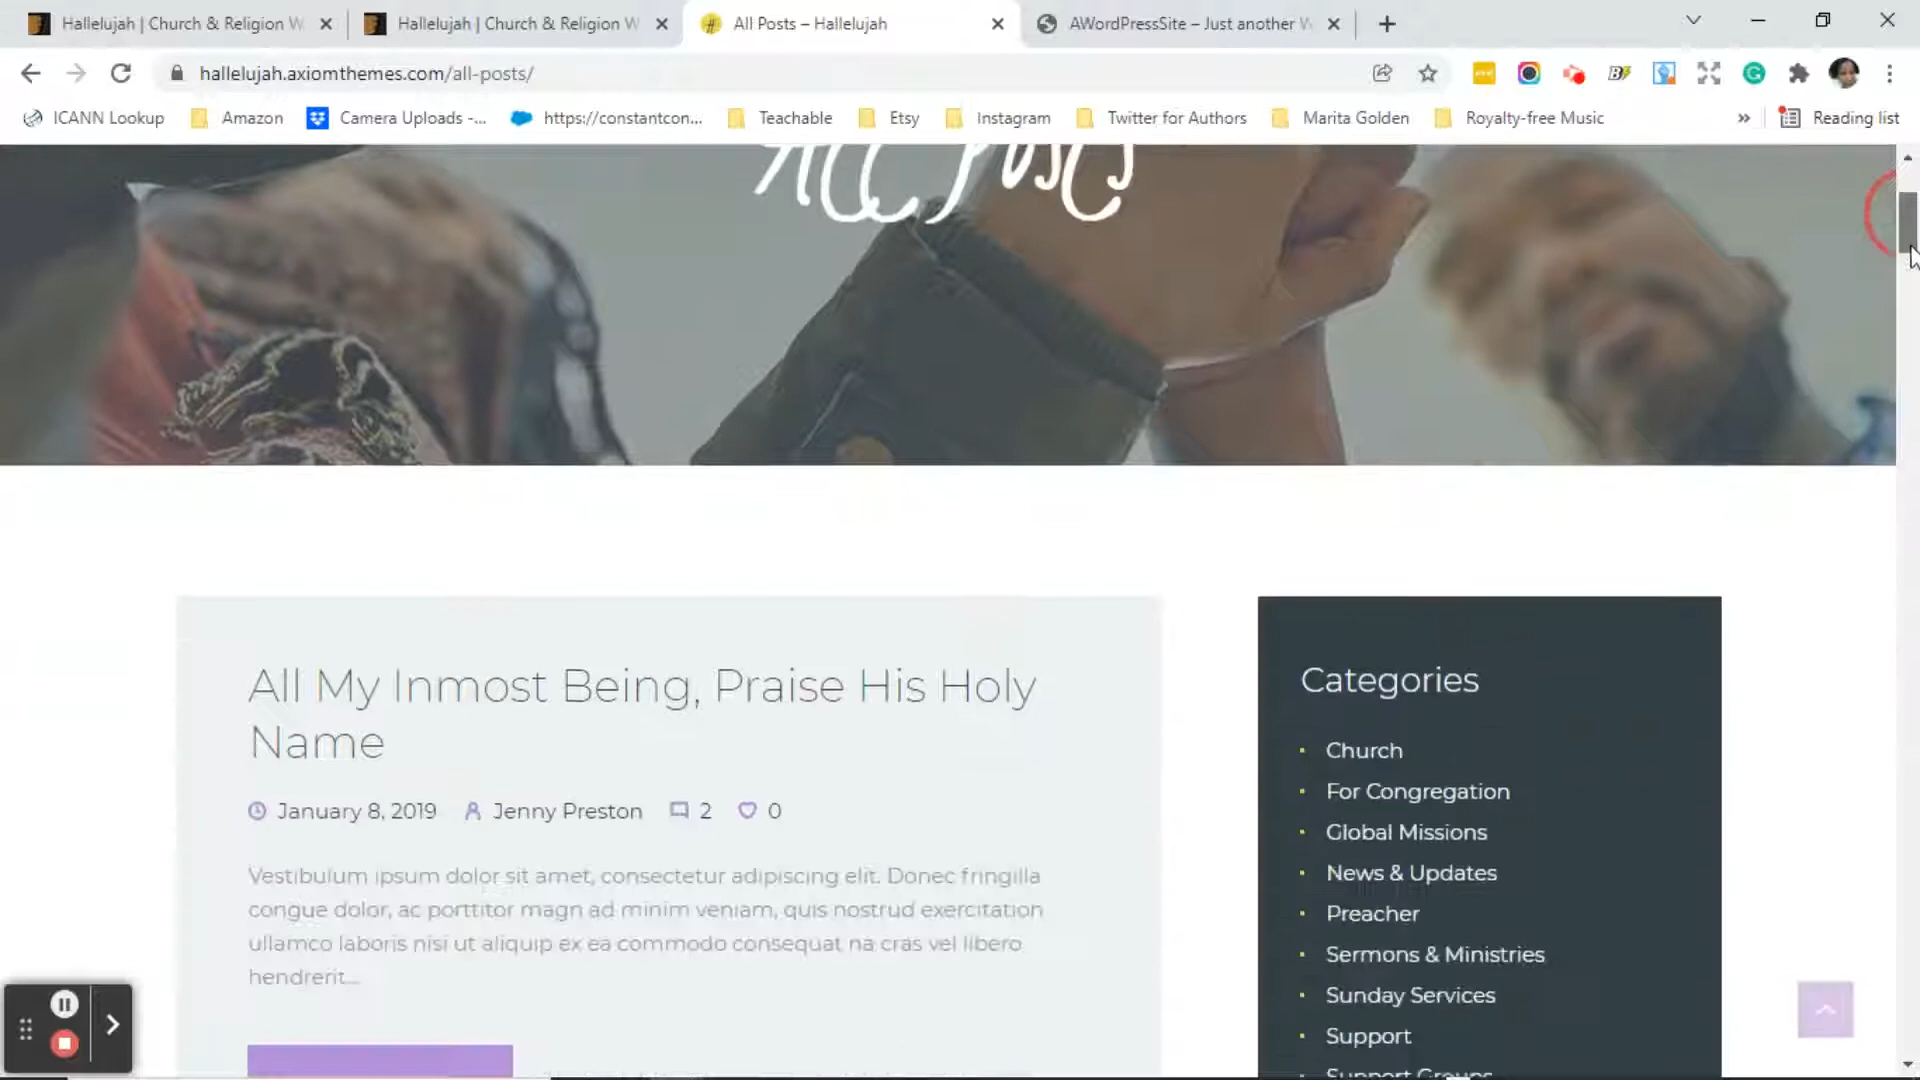 Hallelujah | Church & Religion W
Hallelujah | Church & Religion W
All Posts – Hallelujah
AWordPressSite – Just another W
hallelujah.axiomthemes.com/all-posts/
ICANN Lookup
Amazon
Camera Uploads -...
https://constantcon...
Teachable
Etsy
Instagram
Twitter for Authors
Marita Golden
Royalty-free Music
»
Reading list
All Posts
All My Inmost Being, Praise His Holy
Name
January 8, 2019
Jenny Preston
2
0
Vestibulum ipsum dolor sit amet, consectetur adipiscing elit. Donec fringilla
congue dolor, ac porttitor magn ad minim veniam, quis nostrud exercitation
ullamco laboris nisi ut aliquip ex ea commodo consequat na cras vel libero
hendrerit...
Categories
Church
For Congregation
Global Missions
News & Updates
Preacher
Sermons & Ministries
Sunday Services
Support
Support Groups